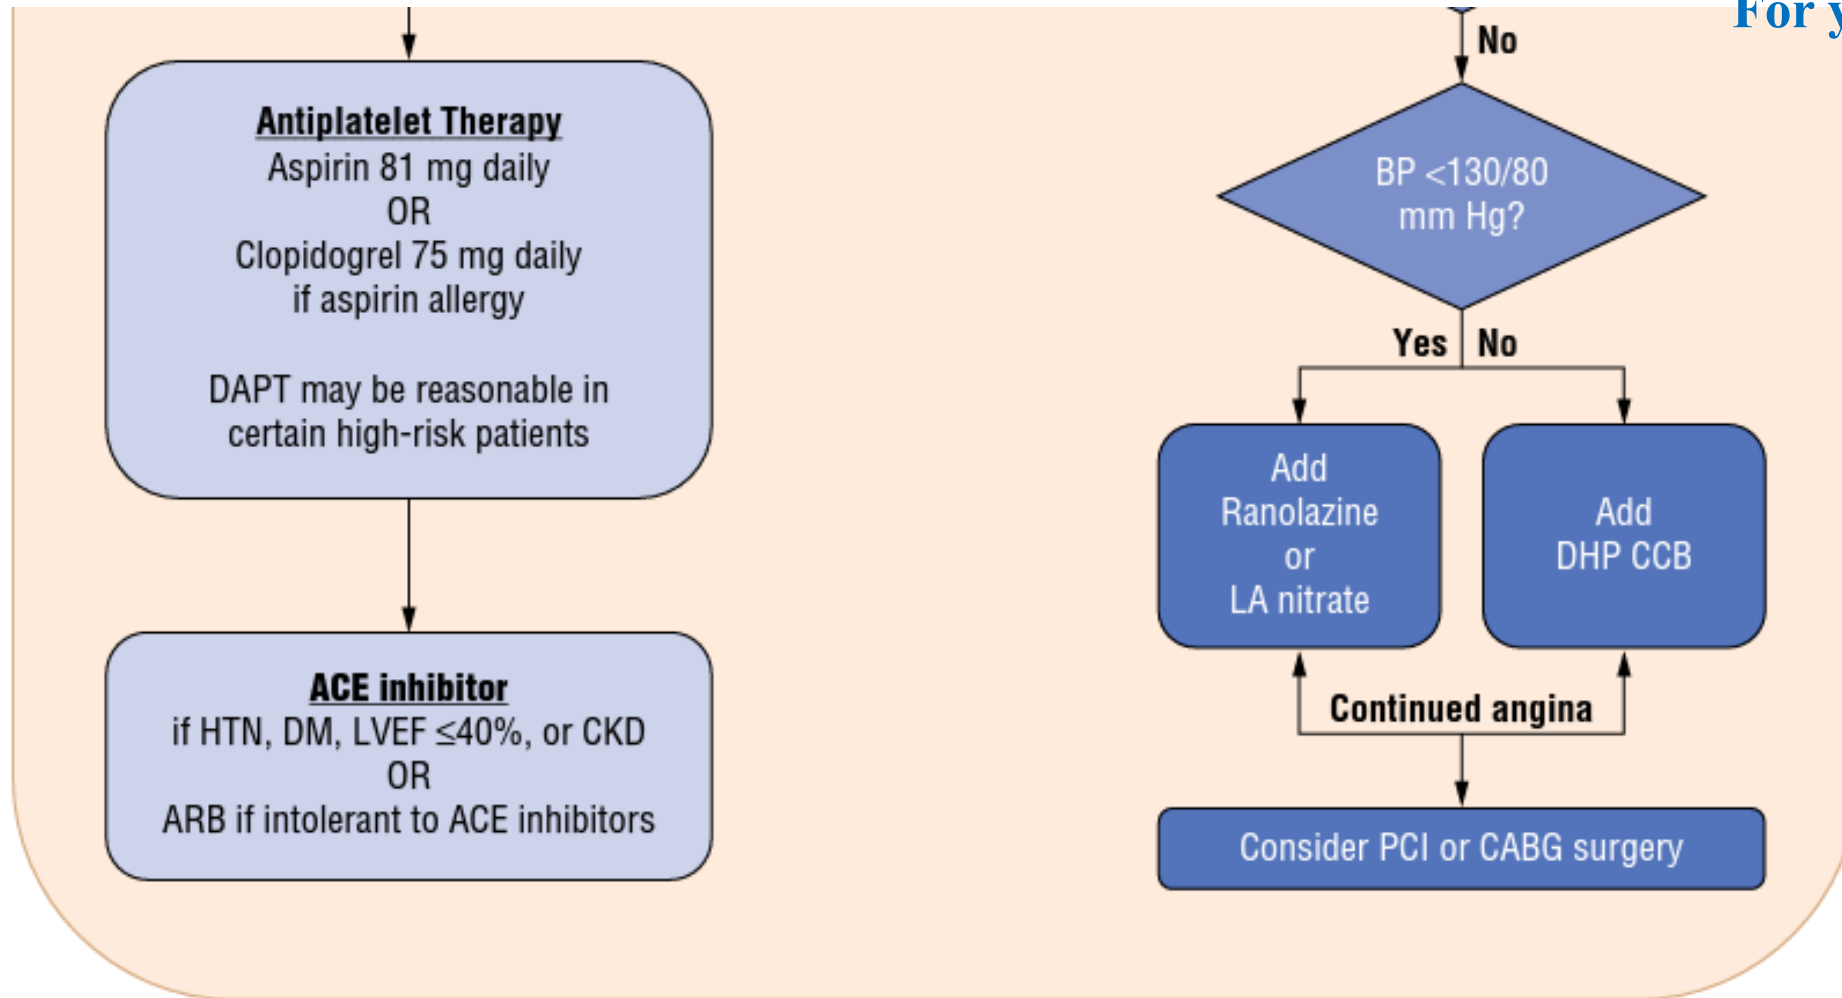 For y
No
Antiplatelet Therapy
Aspirin 81 mg daily
OR
Clopidogrel 75 mg daily
if aspirin allergy
DAPT may be reasonable in
certain high-risk patients
ACE inhibitor
if HTN, DM, LVEF ≤40%, or CKD
OR
ARB if intolerant to ACE inhibitors
BP <130/80
mm Hg?
Yes No
Add
Ranolazine
or
LA nitrate
Add
DHP CCB
Continued angina
Consider PCI or CABG surgery